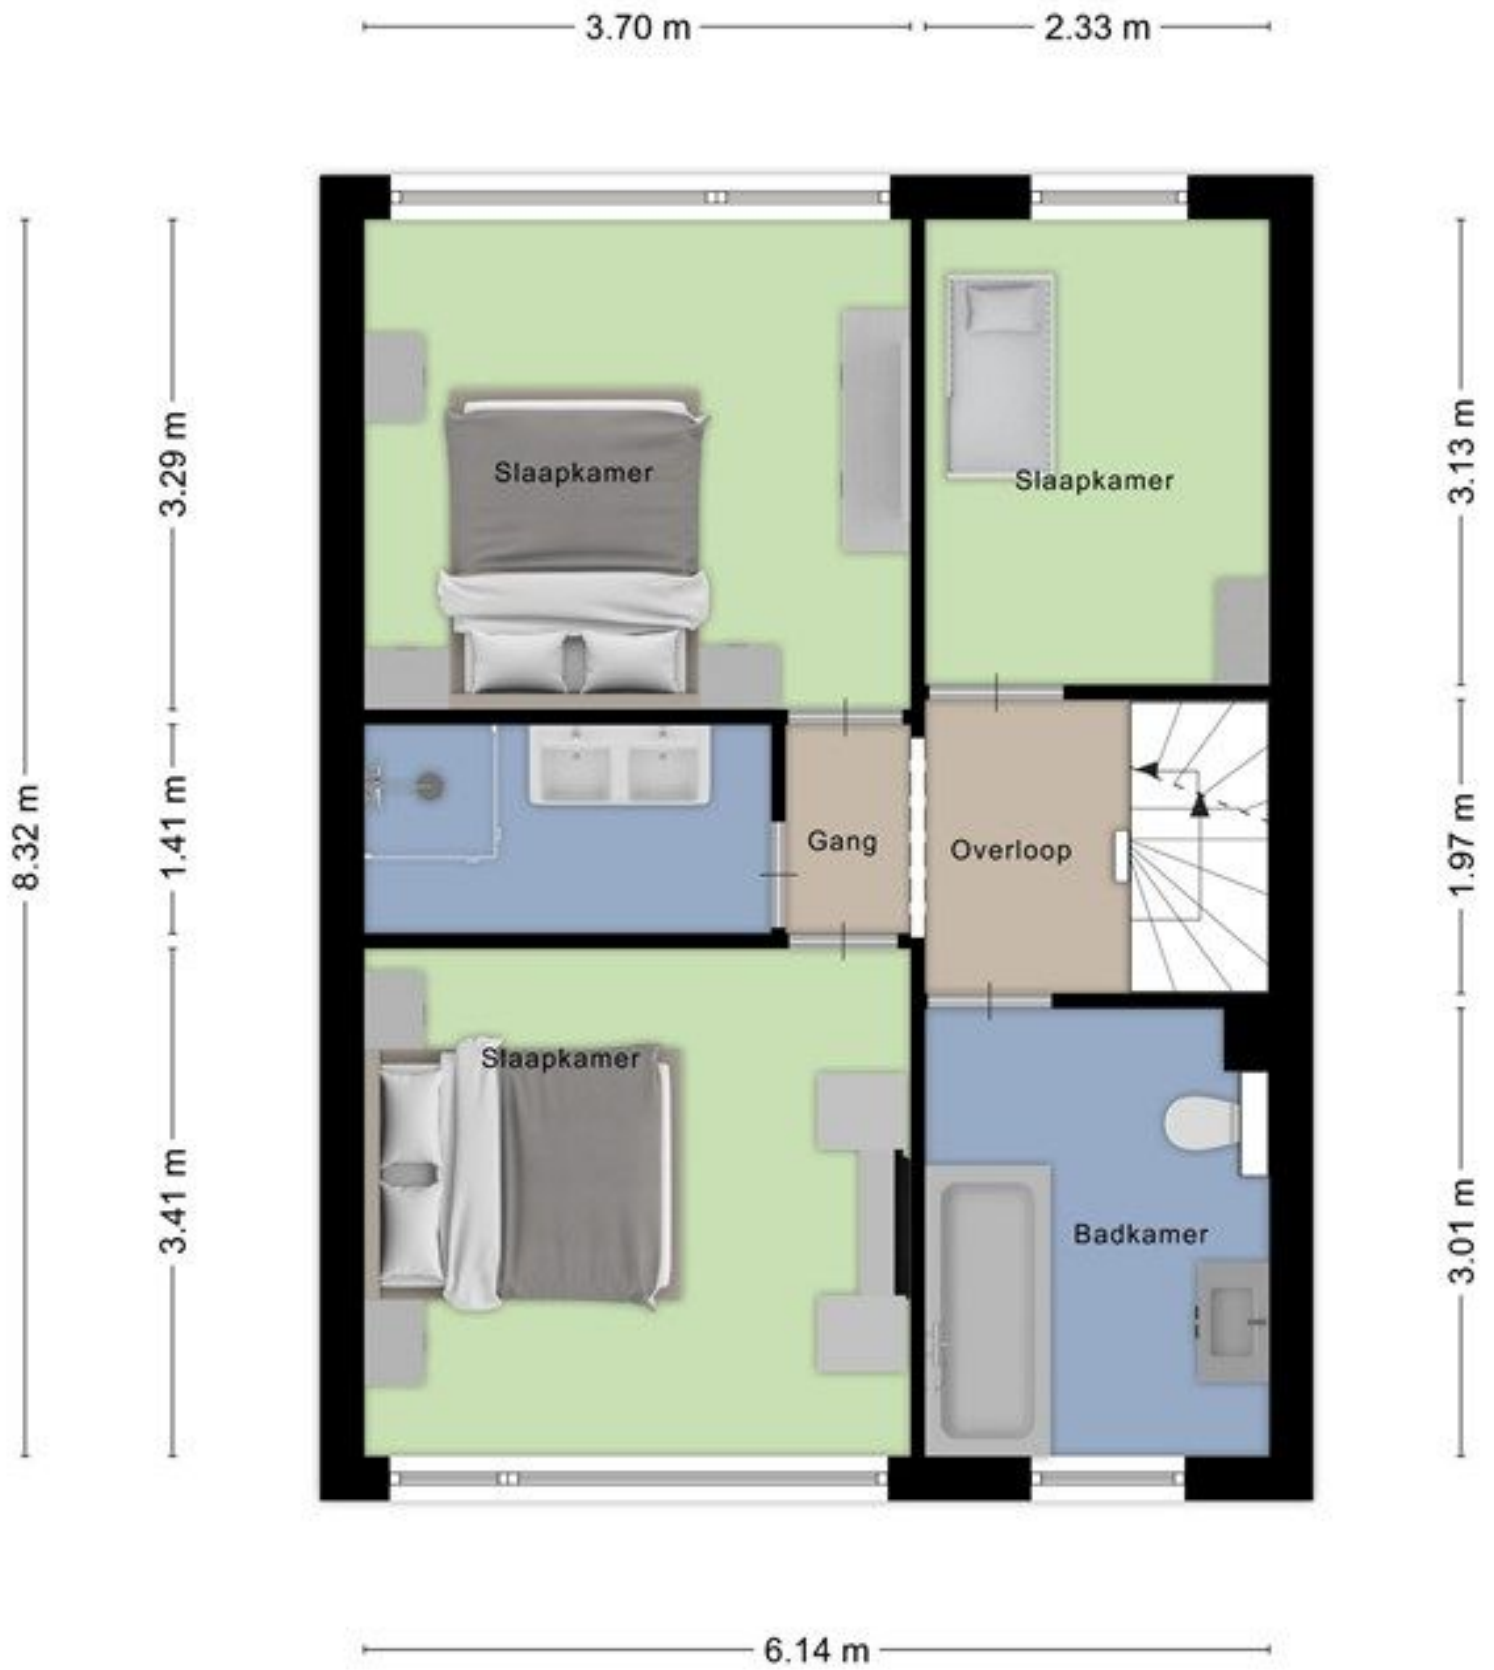 3.70 m
2.33 m
8.32 m
3.29 m
1.41 m
3.41 m
3.13 m
1.97 m
3.01 m
Slaapkamer
Slaapkamer
Gang
Overloop
Slaapkamer
Badkamer
6.14 m